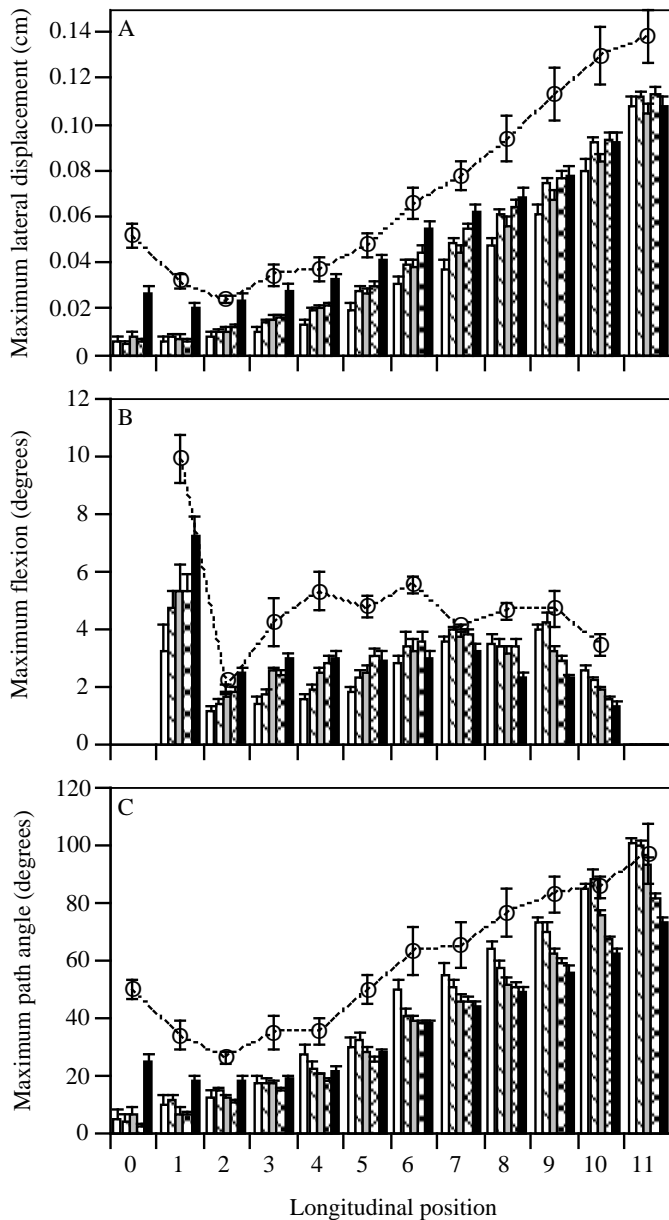 A
Maximum lateral displacement (cm)
0.14
0.12
0.10
0.08
0.06
0.04
0.02
0
B
Maximum flexion (degrees)
12
10
8
6
4
2
0
C
Maximum path angle (degrees)
120
100
80
60
40
20
0
0 1 2 3 4 5 6 7 8 9 10 11
Longitudinal position